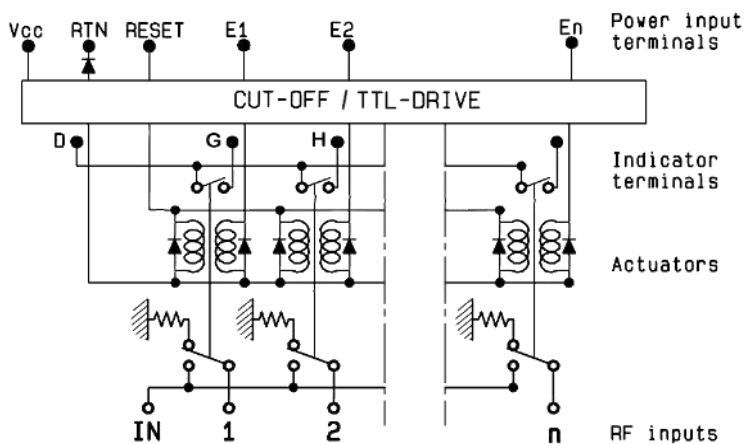 Vcc RTN RESET E1 E2 En Power input
terminals
CUT-OFF / TTL-DRIVE
D G H Indicator
terminals
Actuators
IN 1 2 n RF inputs